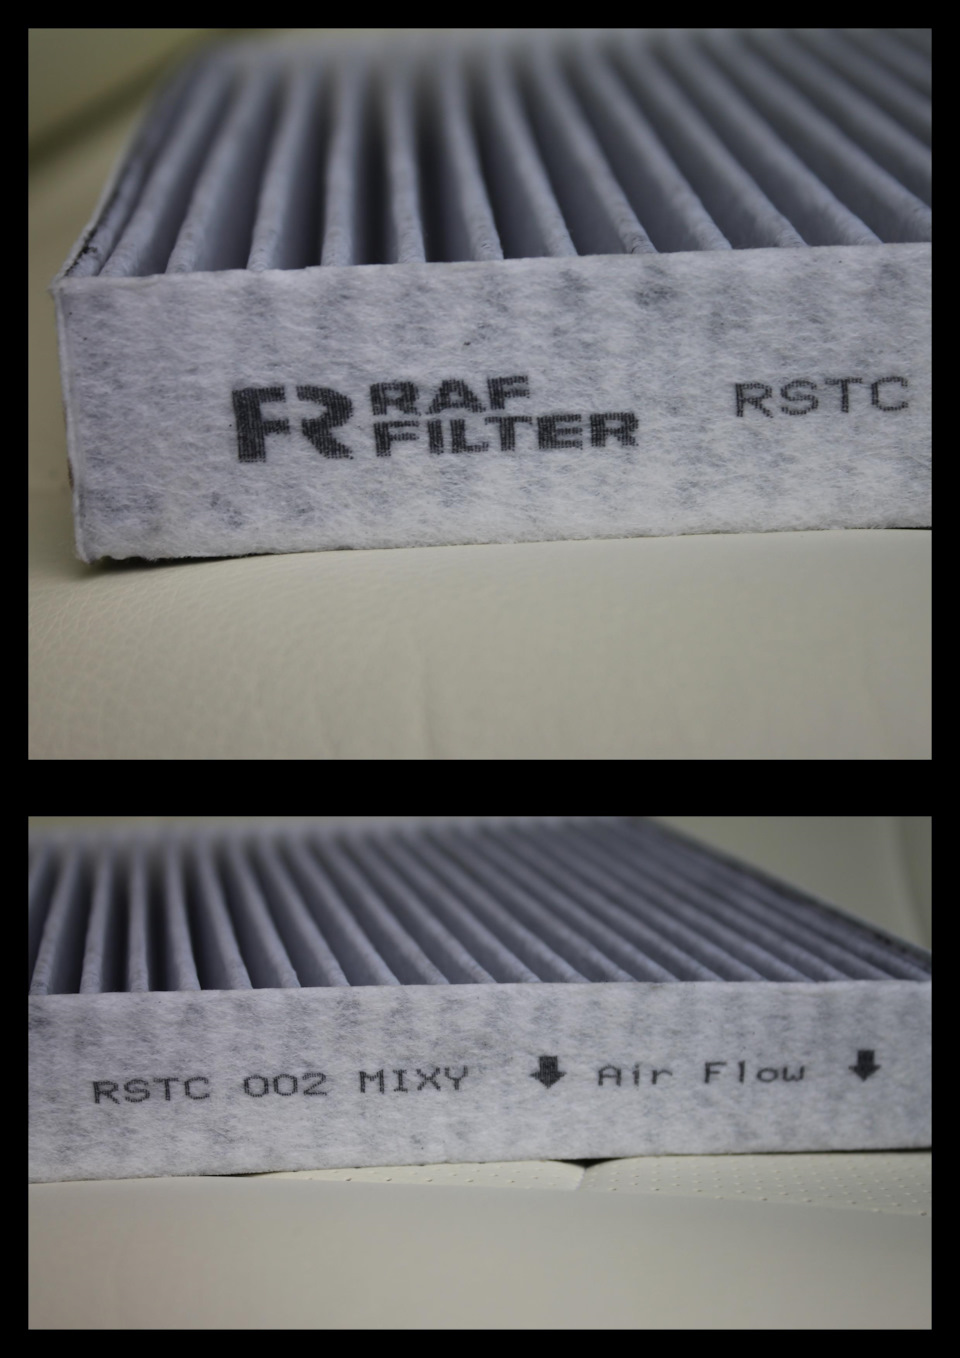 FR RAF FILTER RSTC
RSTC 002 MIXY Air Flow